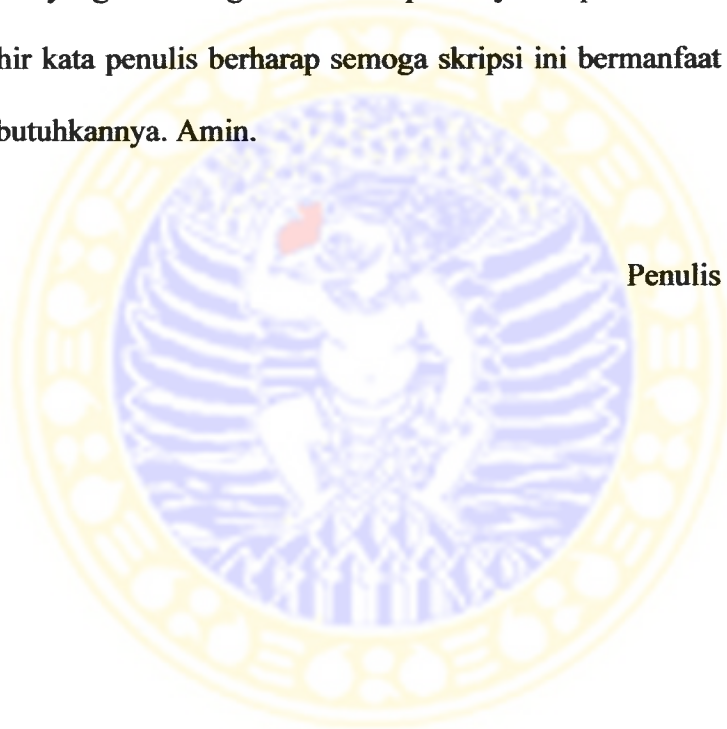 hir kata penulis berharap semoga skripsi ini bermanfaat
butuhkannya. Amin.
Penulis